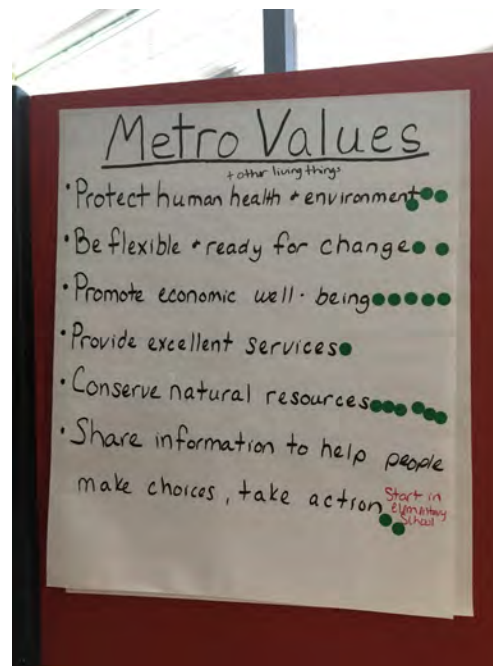 Metro Values
+ other living things
• Protect human health + environment
• Be flexible + ready for change
• Promote economic well-being
• Provide excellent services
• Conserve natural resources
• Share information to help people
make choices, take action
Start in
elementary
School